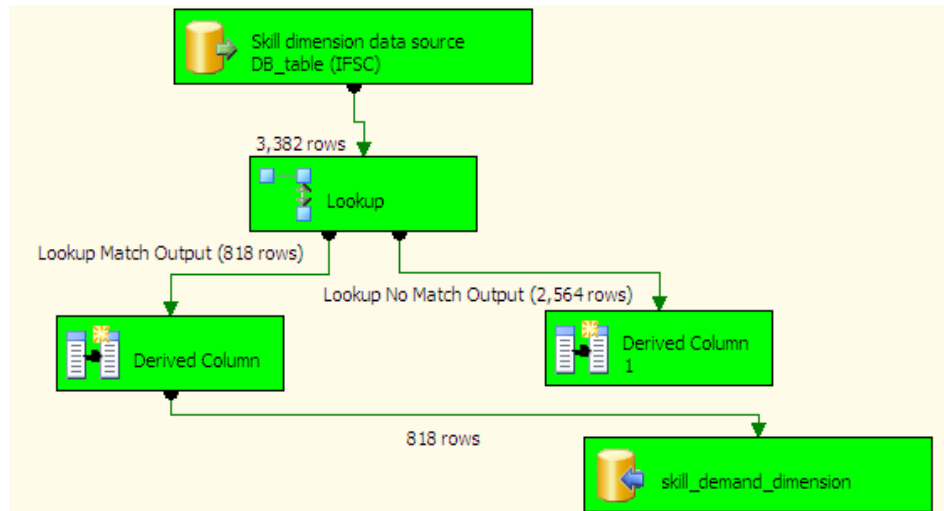 Skill dimension data source
DB_table (IFSC)
3,382 rows
Lookup
Lookup Match Output (818 rows)
Lookup No Match Output (2,564 rows)
Derived Column
Derived Column
1
818 rows
skill_demand_dimension